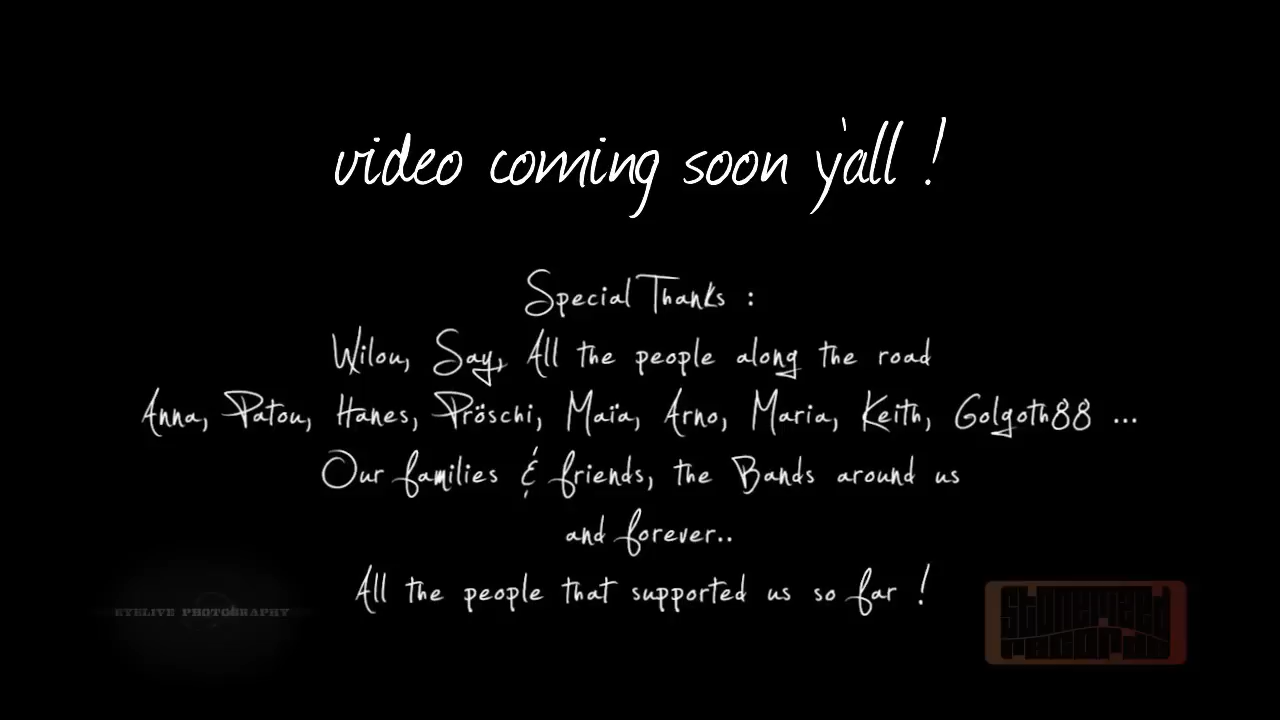 video coming soon y'all !
Special Thanks :
Wilou, Say, All the people along the road
Anna, Patou, Hanes, Pröschi, Maïa, Arno, Maria, Keith, Golgoth88 ...
Our families & friends, the Bands around us
and forever..
All the people that supported us so far !
EYELIVE PHOTOGRAPHY